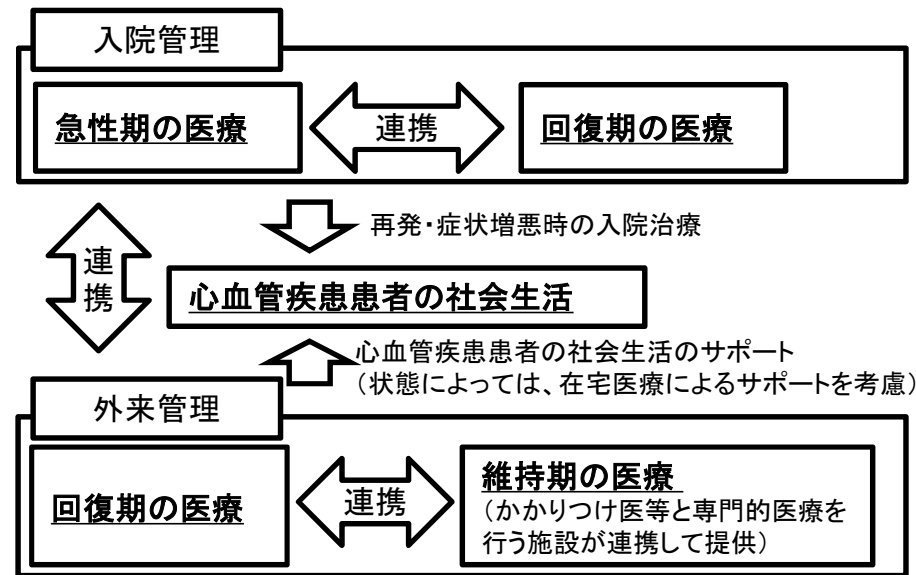 入院管理
急性期の医療
連携
回復期の医療
再発・症状増悪時の入院治療
連
携
心血管疾患患者の社会生活
心血管疾患患者の社会生活のサポート
（状態によっては、在宅医療によるサポートを考慮）
外来管理
回復期の医療
連携
維持期の医療
（かかりつけ医等と専門的医療を
行う施設が連携して提供）